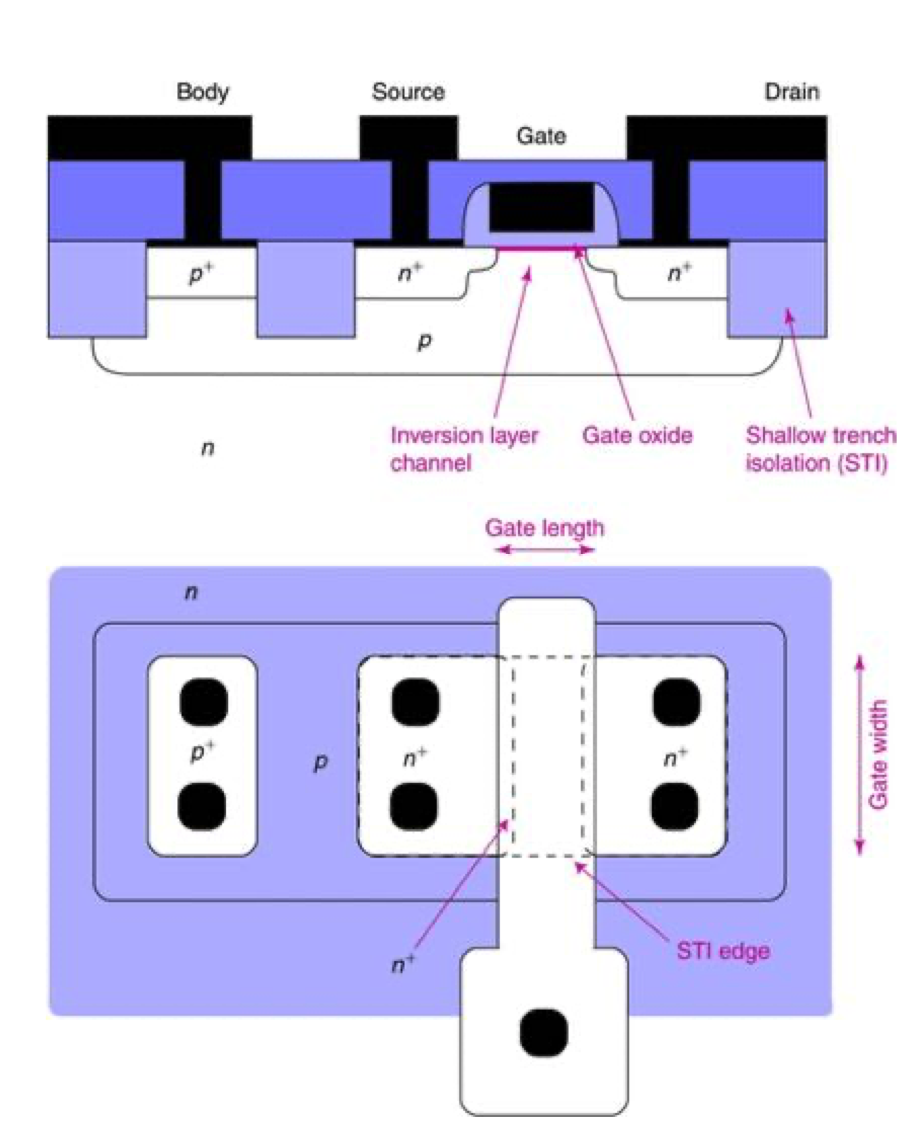 Body
Source
Drain
Gate
p⁺
n⁺
n⁺
p
n
Inversion layer
channel
Gate oxide
Shallow trench
isolation (STI)
Gate length
n
p⁺
p
n⁺
n⁺
Gate width
n⁺
STI edge